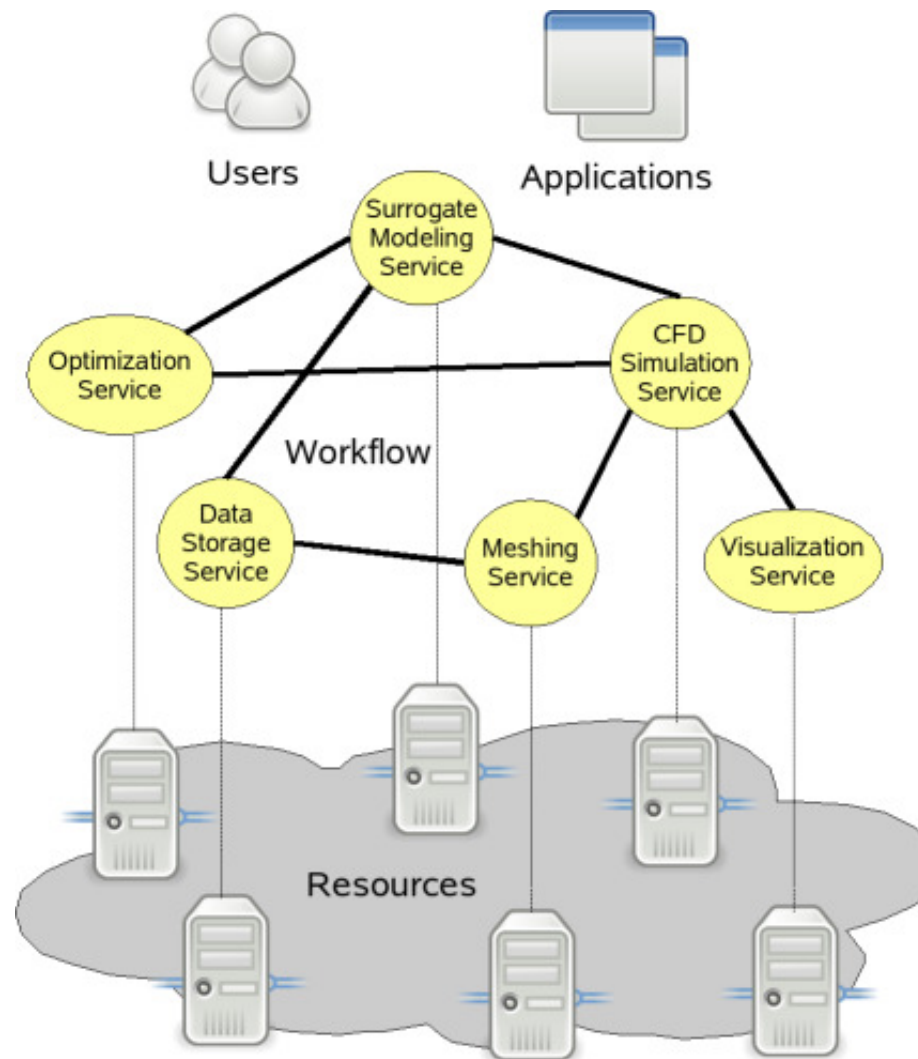 Users
Applications
Surrogate
Modeling
Service
Optimization
Service
CFD
Simulation
Service
Workflow
Data
Storage
Service
Meshing
Service
Visualization
Service
Resources